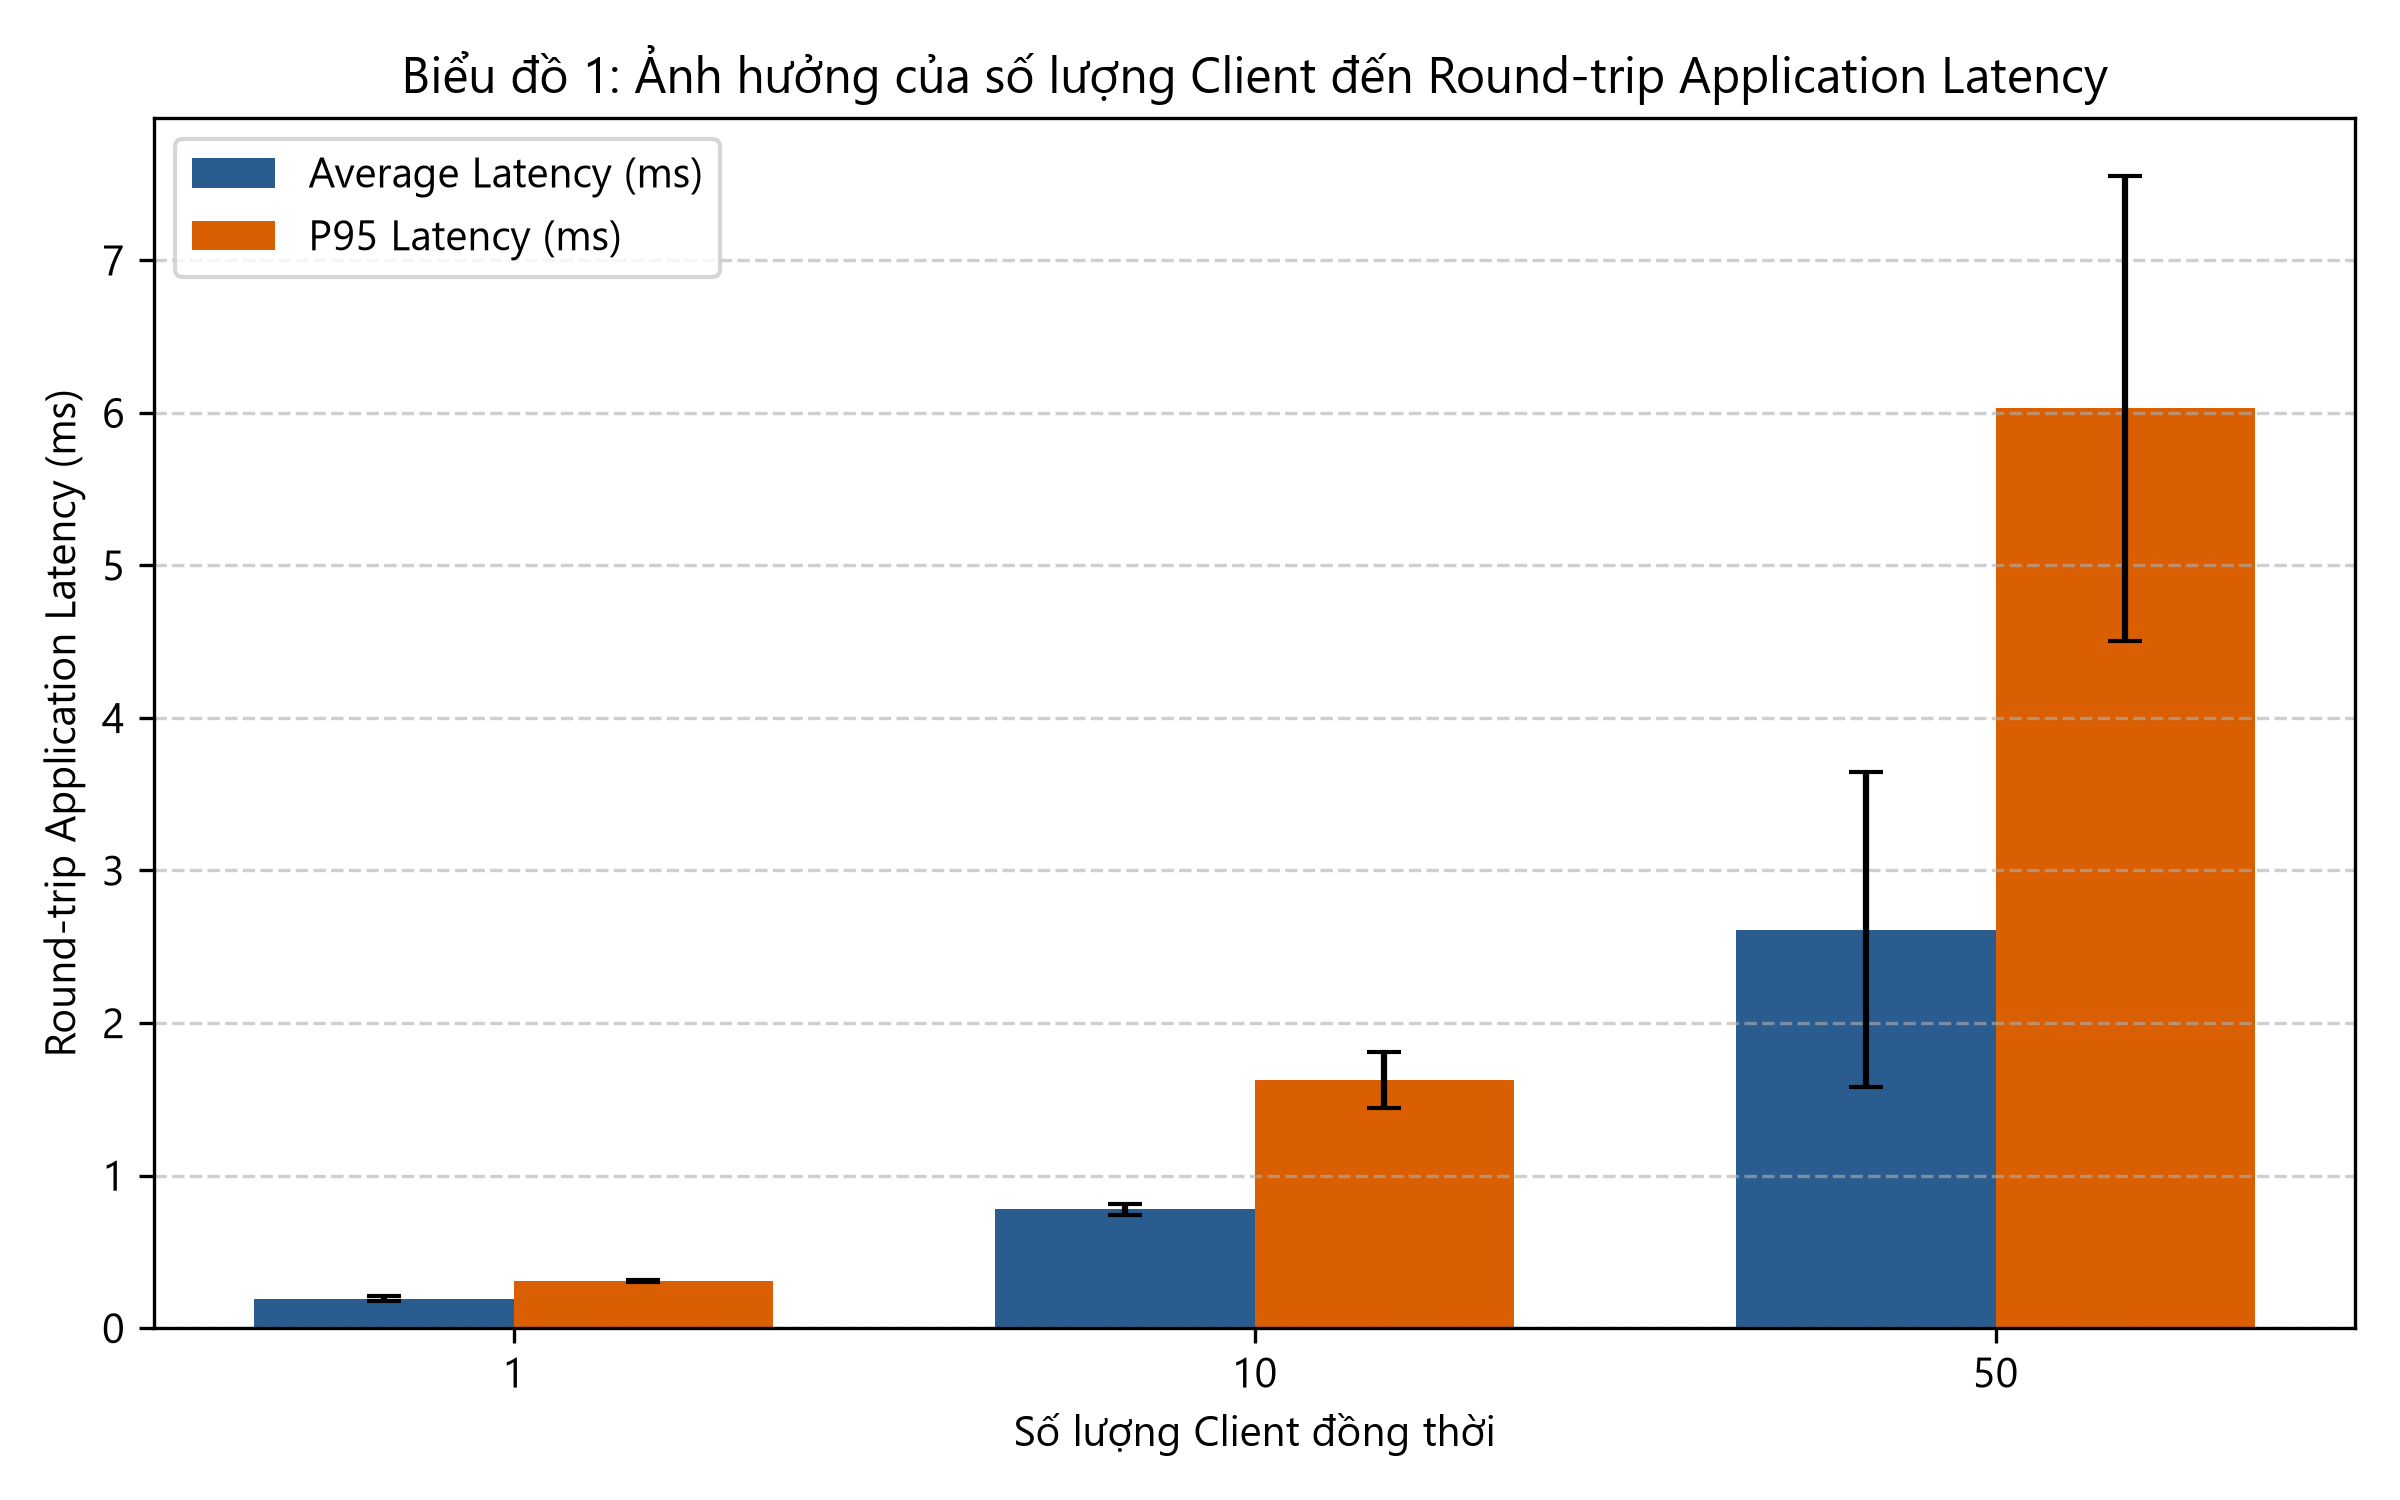 Biểu đồ 1: Ảnh hưởng của số lượng Client đến Round-trip Application Latency
Average Latency (ms)
P95 Latency (ms)
Round-trip Application Latency (ms)
7
6
5
4
3
2
1
0
1
10
50
Số lượng Client đồng thời